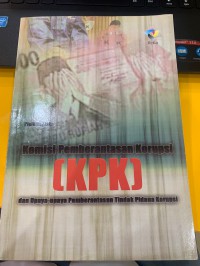 Komisi Pemberantasan Korupsi
(KPK)
dan Upaya-upaya Pemberantasan Tindak Pidana Korupsi